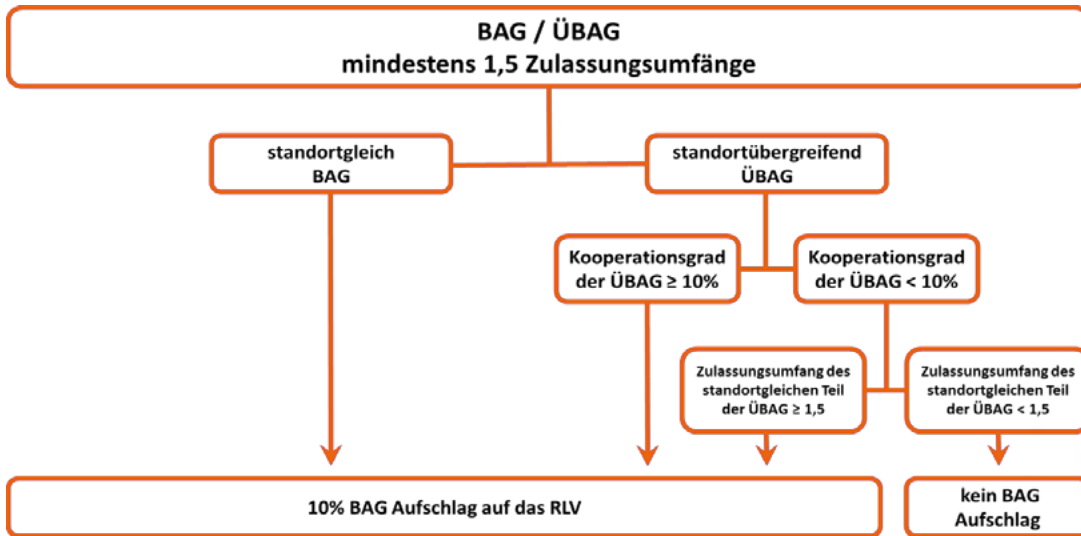 BAG / ÜBAG
mindestens 1,5 Zulassungsumfänge
standortgleich
BAG
standortübergreifend
ÜBAG
Kooperationsgrad
der ÜBAG ≥ 10%
Kooperationsgrad
der ÜBAG < 10%
Zulassungsumfang des
standortgleichen Teil
der ÜBAG ≥ 1,5
Zulassungsumfang des
standortgleichen Teil
der ÜBAG < 1,5
10% BAG Aufschlag auf das RLV
kein BAG
Aufschlag